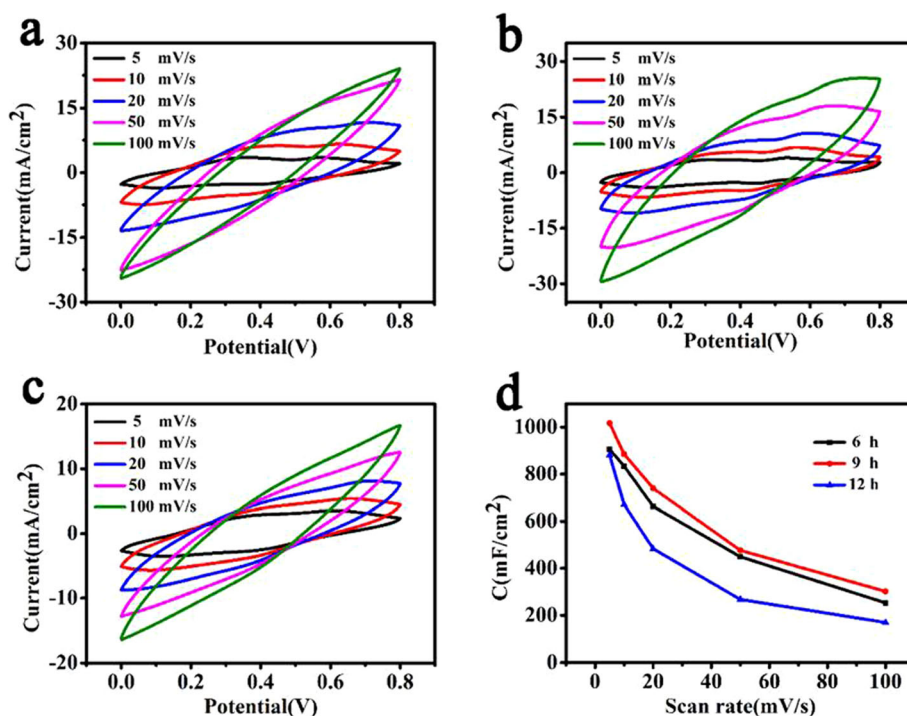 a
30
15
0
-15
-30
Current(mA/cm²)
5 mV/s
10 mV/s
20 mV/s
50 mV/s
100 mV/s
0.0 0.2 0.4 0.6 0.8
Potential(V)
b
30
15
0
-15
-30
Current(mA/cm²)
5 mV/s
10 mV/s
20 mV/s
50 mV/s
100 mV/s
0.0 0.2 0.4 0.6 0.8
Potential(V)
c
20
10
0
-10
-20
Current(mA/cm²)
5 mV/s
10 mV/s
20 mV/s
50 mV/s
100 mV/s
0.0 0.2 0.4 0.6 0.8
Potential(V)
d
1000
800
600
400
200
0
C(mF/cm²)
6 h
9 h
12 h
0 20 40 60 80 100
Scan rate(mV/s)